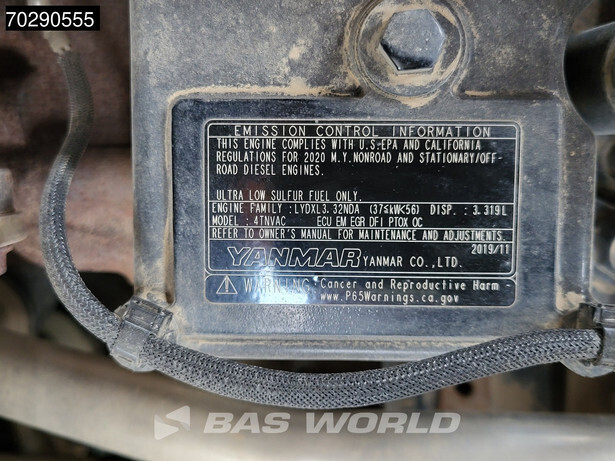 70290555
EMISSION CONTROL INFORMATION
THIS ENGINE COMPLIES WITH U.S.EPA AND CALIFORNIA
REGULATIONS FOR 2020 M.Y.NONROAD AND STATIONARY/OFF-
ROAD DIESEL ENGINES.
ULTRA LOW SULFUR FUEL ONLY.
ENGINE FAMILY : LYDXL3.32NDA (37≤kW<56) DISP. : 3.319L
MODEL : 4TNVAC ECU EM EGR DFI PTOX OC
REFER TO OWNER'S MANUAL FOR MAINTENANCE AND ADJUSTMENTS
2019/11
YANMAR YANMAR CO.,LTD.
WARNING: Cancer and Reproductive Harm -
www.P65Warnings.ca.gov
BAS WORLD